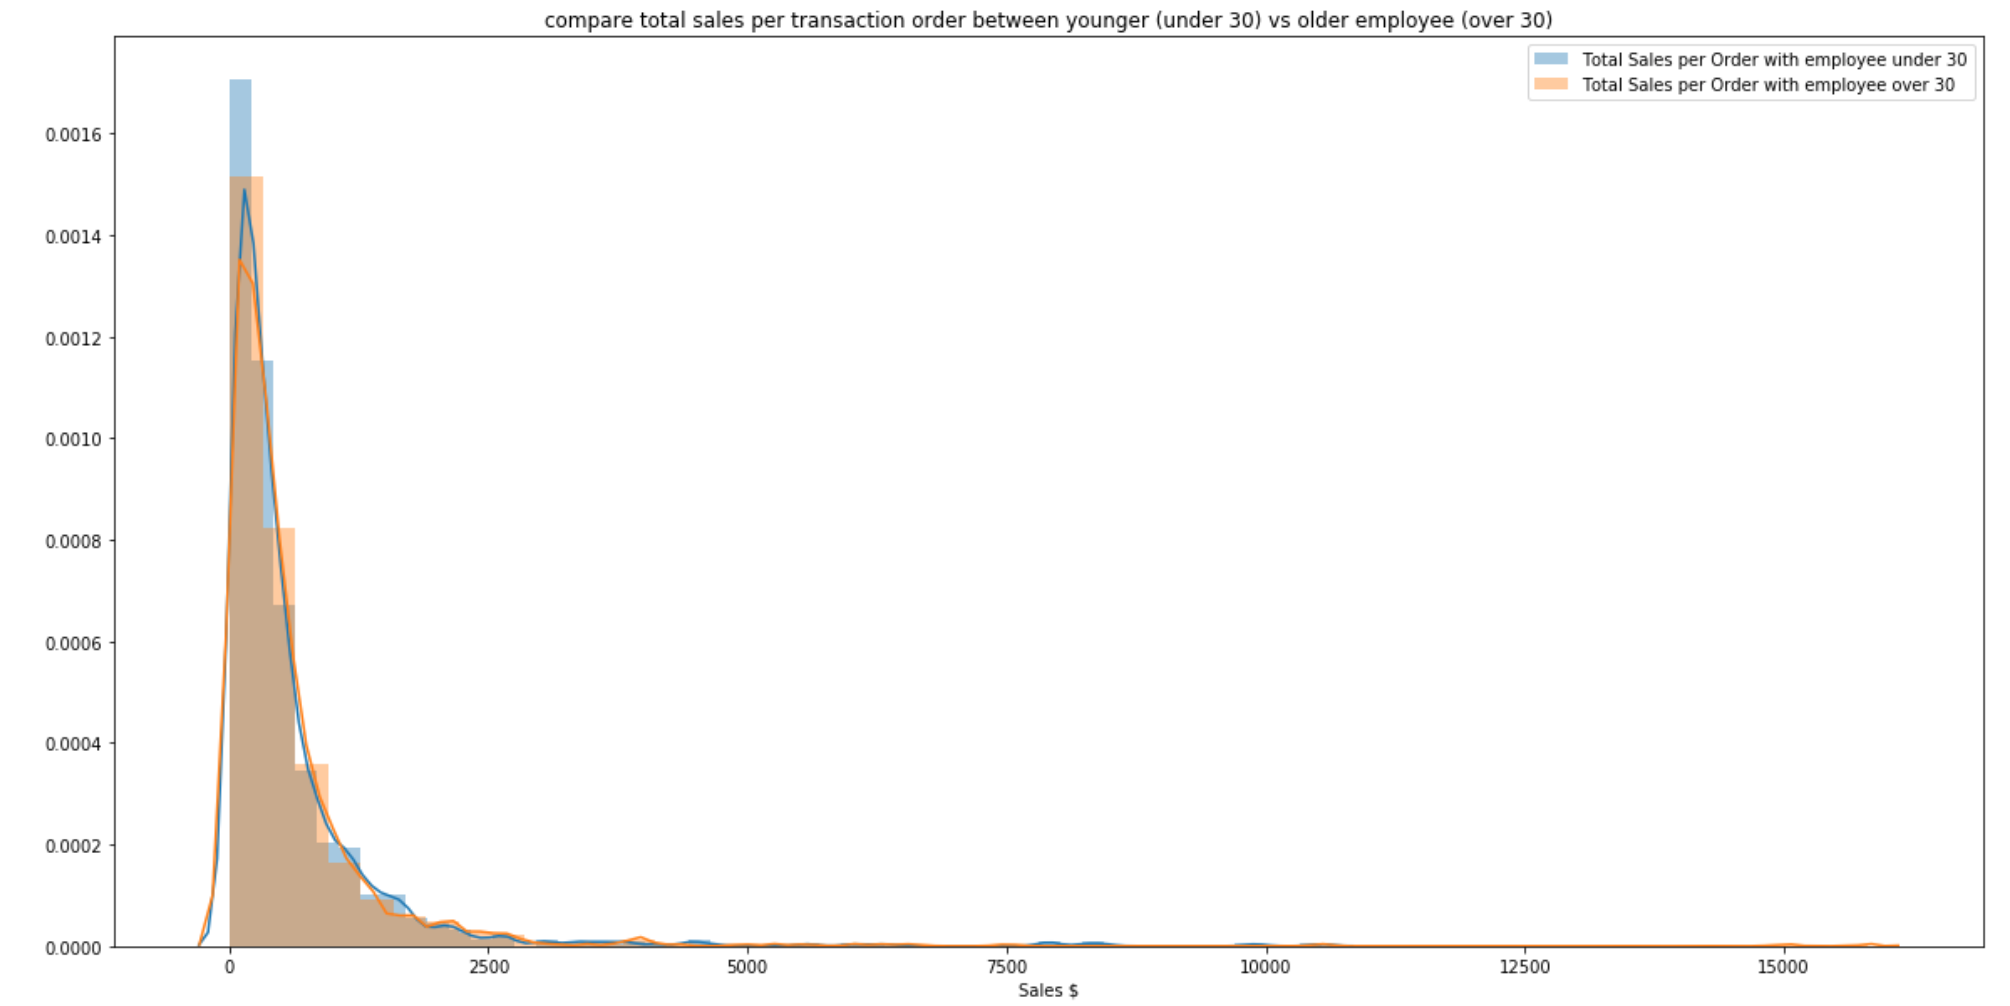 compare total sales per transaction order between younger (under 30) vs older employee (over 30)
Total Sales per Order with employee under 30
Total Sales per Order with employee over 30
0.0016
0.0014
0.0012
0.0010
0.0008
0.0006
0.0004
0.0002
0.0000
0 2500 5000 7500 10000 12500 15000
Sales $